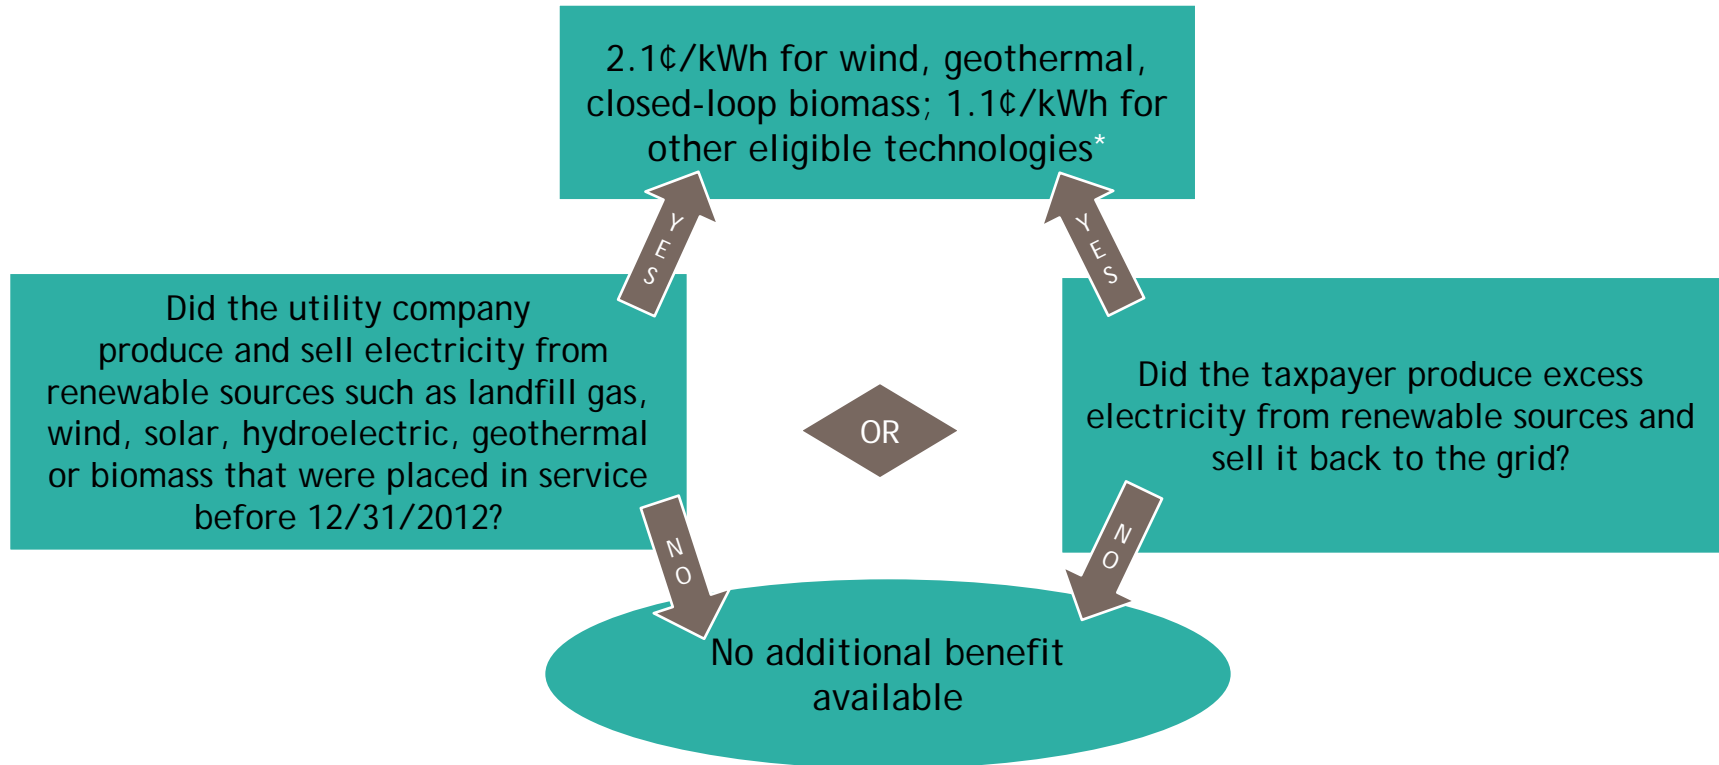 2.1¢/kWh for wind, geothermal,
closed-loop biomass; 1.1¢/kWh for
other eligible technologies*
YES
YES
Did the utility company
produce and sell electricity from
renewable sources such as landfill gas,
wind, solar, hydroelectric, geothermal
or biomass that were placed in service
before 12/31/2012?
OR
Did the taxpayer produce excess
electricity from renewable sources and
sell it back to the grid?
NO
NO
No additional benefit
available